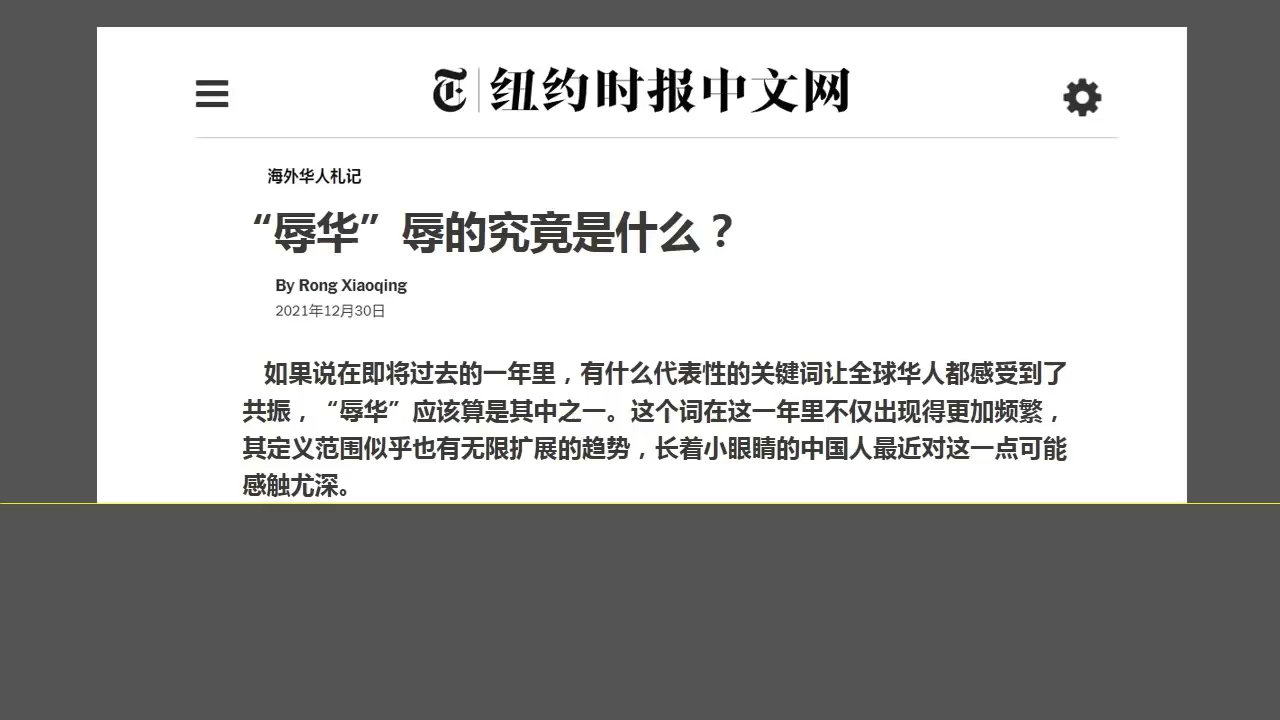 纽约时报中文网
海外华人札记
“辱华”辱的究竟是什么？
By Rong Xiaoqing
2021年12月30日
如果说在即将过去的一年里，有什么代表性的关键词让全球华人都感受到了
共振，“辱华”应该算是其中之一。这个词在这一年里不仅出现得更加频繁，
其定义范围似乎也有无限扩展的趋势，长着小眼睛的中国人最近对这一点可能
感触尤深。